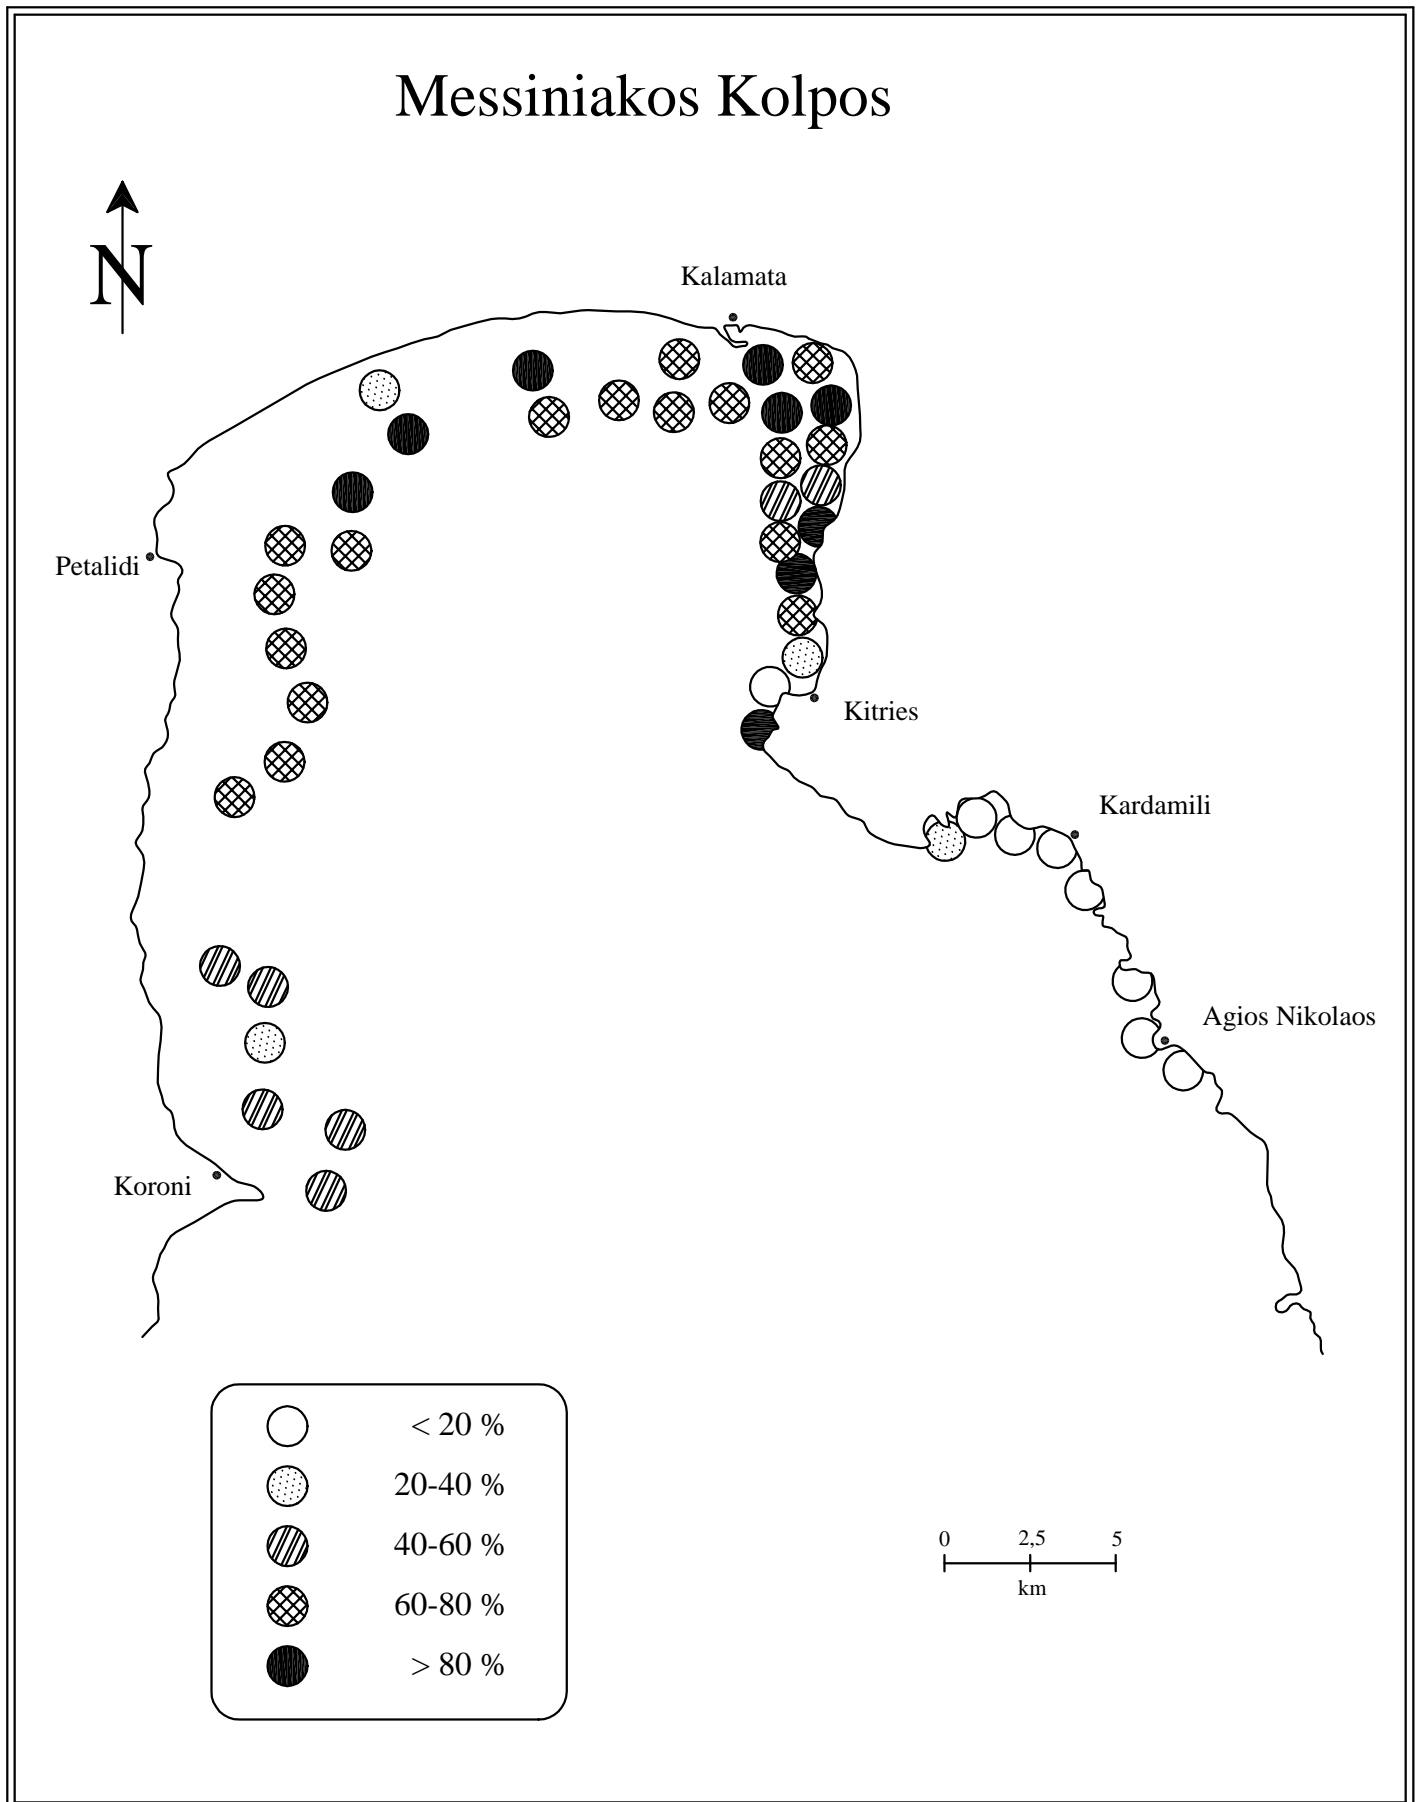 Messiniakos Kolpos
N
Kalamata
Petalidi
Kitries
Kardamili
Agios Nikolaos
Koroni
< 20 %
20-40 %
40-60 %
60-80 %
> 80 %
0 2,5 5
km